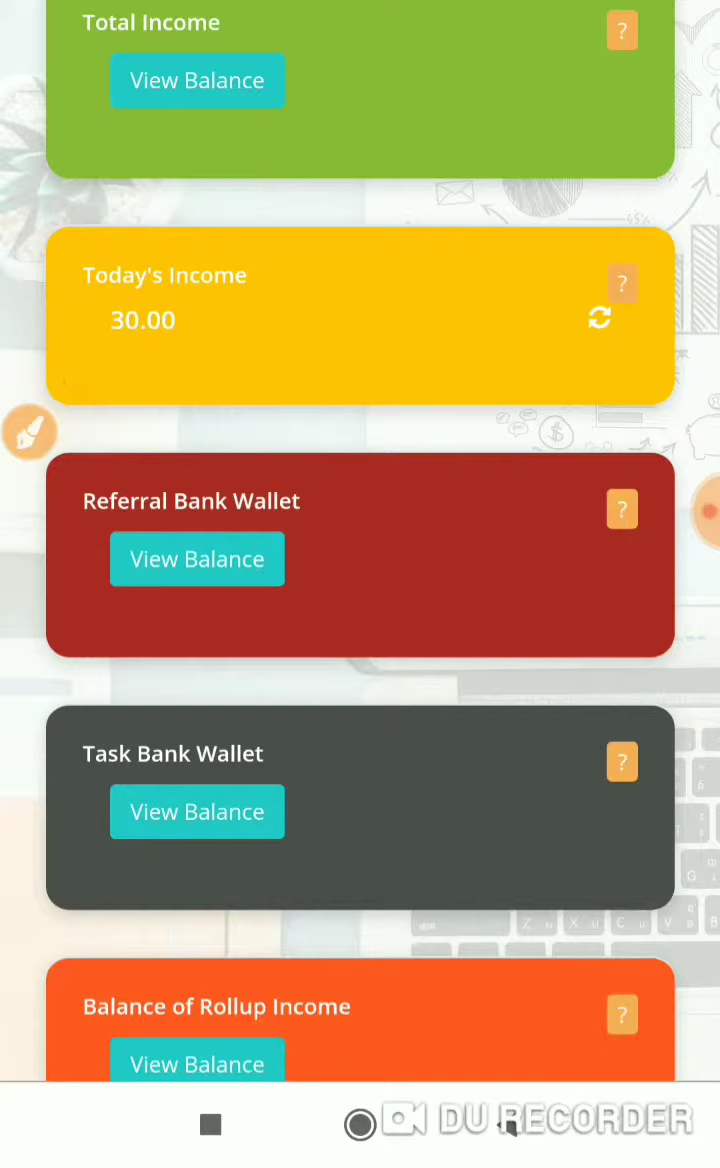 Total Income
?
View Balance
45%
Today's Income
?
30.00
Referral Bank Wallet
?
View Balance
Task Bank Wallet
?
View Balance
Z
X
C
V
B
G
Balance of Rollup Income
?
View Balance
DU RECORDER